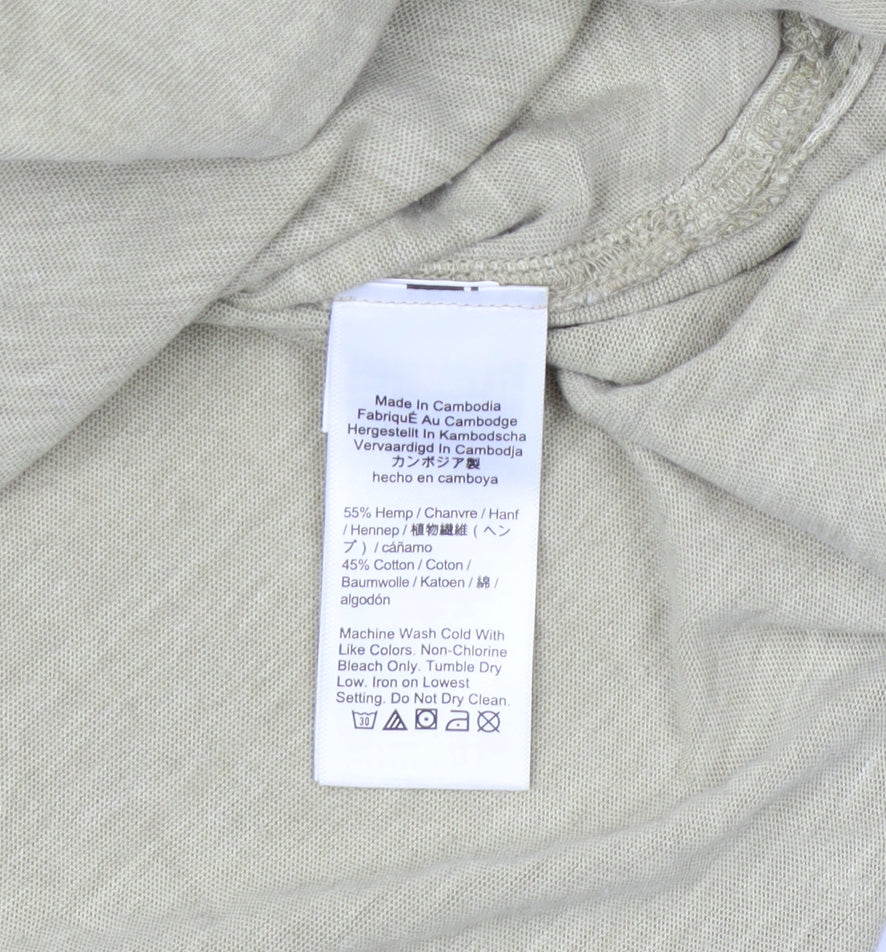 Made In Cambodia
FabriquÉ Au Cambodge
Hergestellt In Kambodscha
Vervaardigd In Cambodja
カンボジア製
hecho en camboya
55% Hemp / Chanvre / Hanf
/ Hennep / 植物繊維（ヘン
プ）/ cáñamo
45% Cotton / Coton /
Baumwolle / Katoen / 綿 /
algodón
Machine Wash Cold With
Like Colors. Non-Chlorine
Bleach Only. Tumble Dry
Low. Iron on Lowest
Setting. Do Not Dry Clean.
30